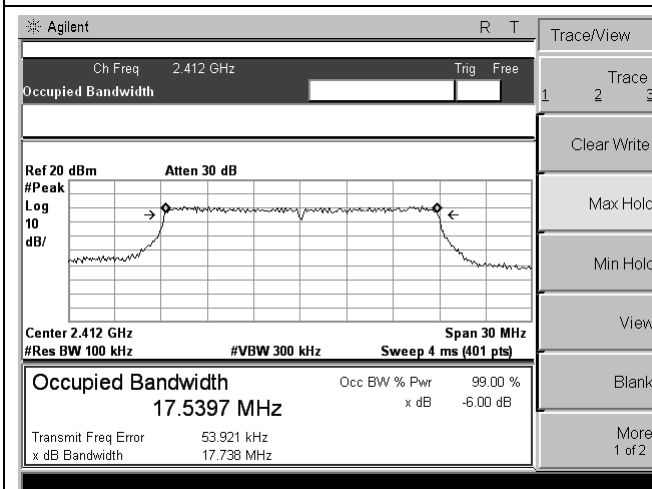 Agilent R T
Trace/View
Ch Freq 2.412 GHz Trig Free
Occupied Bandwidth
Trace
1 2 3
Clear Write
Ref 20 dBm Atten 30 dB
#Peak
Log
10
dB/
Max Hold
Min Hold
Center 2.412 GHz Span 30 MHz
#Res BW 100 kHz #VBW 300 kHz Sweep 4 ms (401 pts)
View
Occupied Bandwidth Occ BW % Pwr 99.00 %
17.5397 MHz x dB -6.00 dB
Blank
Transmit Freq Error 53.921 kHz
x dB Bandwidth 17.738 MHz
More
1 of 2